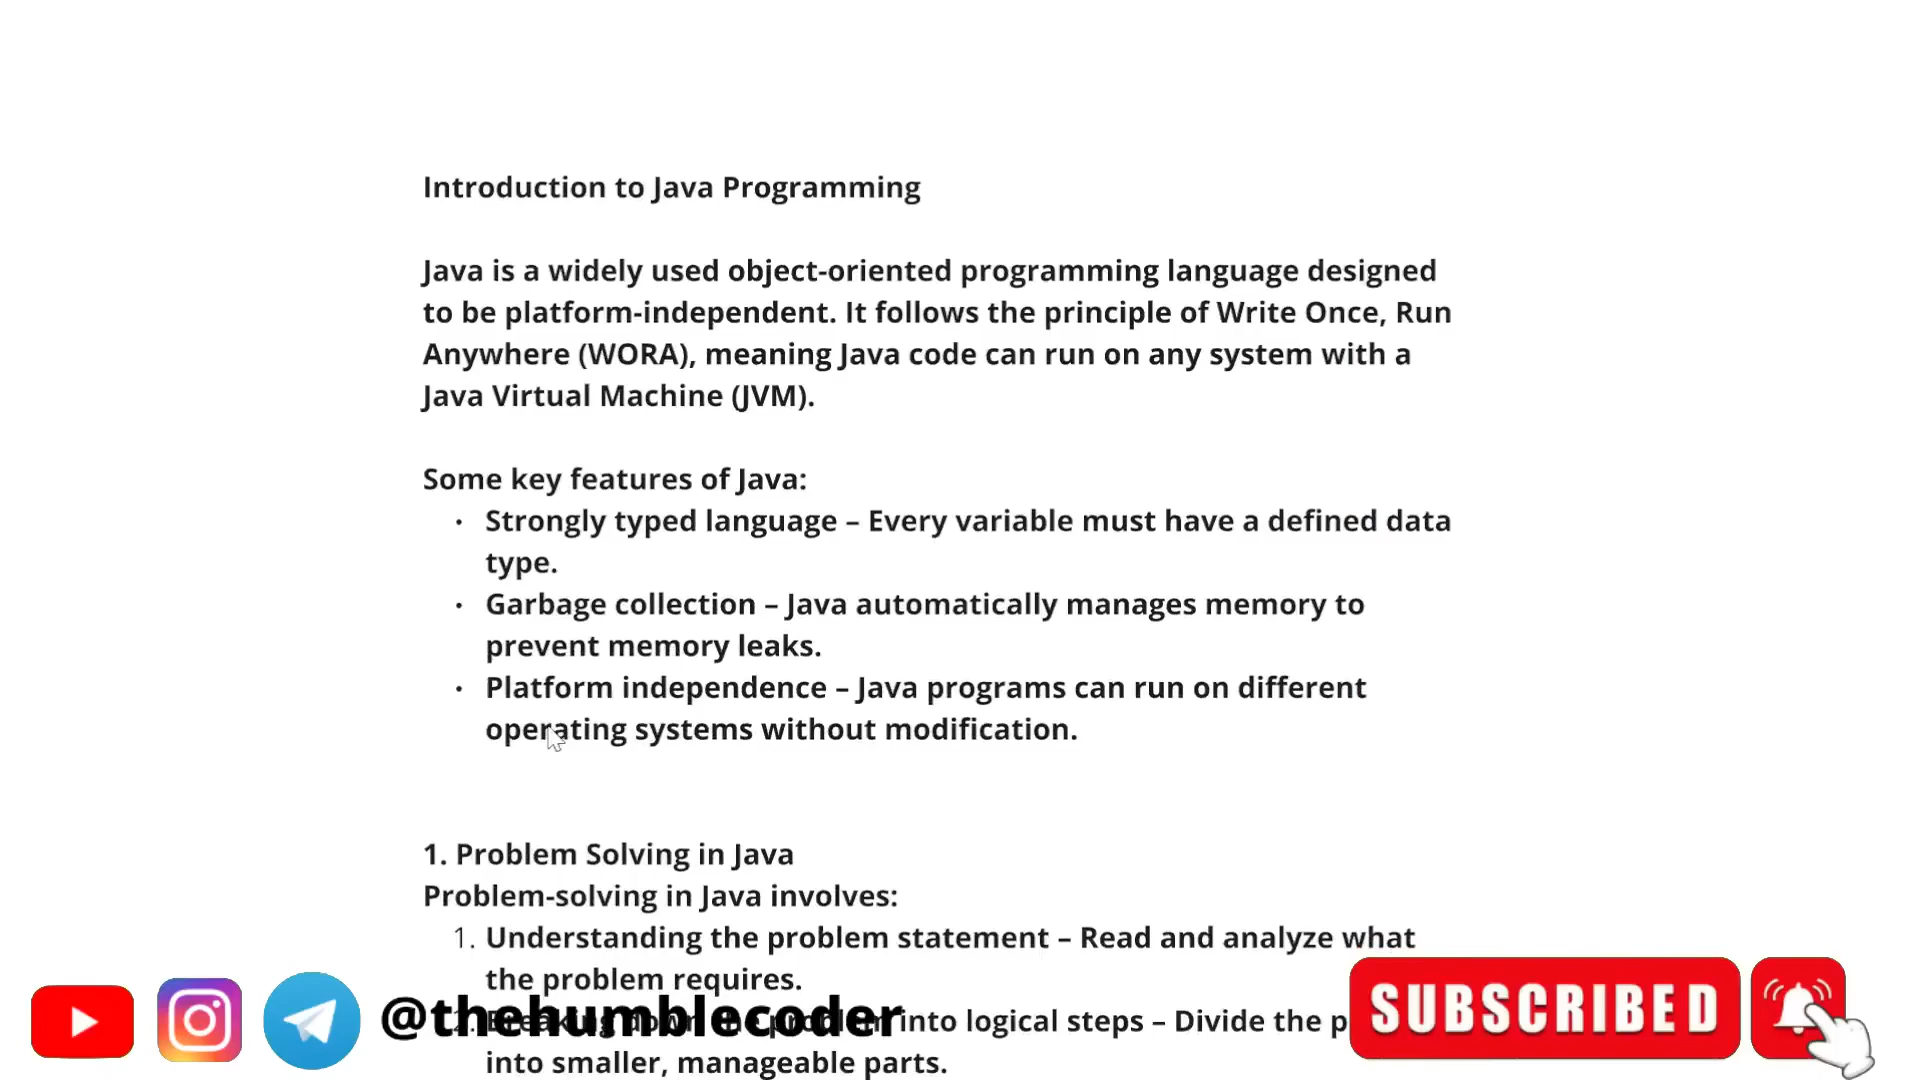 Introduction to Java Programming
Java is a widely used object-oriented programming language designed
to be platform-independent. It follows the principle of Write Once, Run
Anywhere (WORA), meaning Java code can run on any system with a
Java Virtual Machine (JVM).
Some key features of Java:
· Strongly typed language – Every variable must have a defined data
type.
· Garbage collection – Java automatically manages memory to
prevent memory leaks.
· Platform independence – Java programs can run on different
operating systems without modification.
1. Problem Solving in Java
Problem-solving in Java involves:
1. Understanding the problem statement – Read and analyze what
the problem requires.
2. Breaking down the problem into logical steps – Divide the
into smaller, manageable parts.
@thehumblecoder
SUBSCRIBED